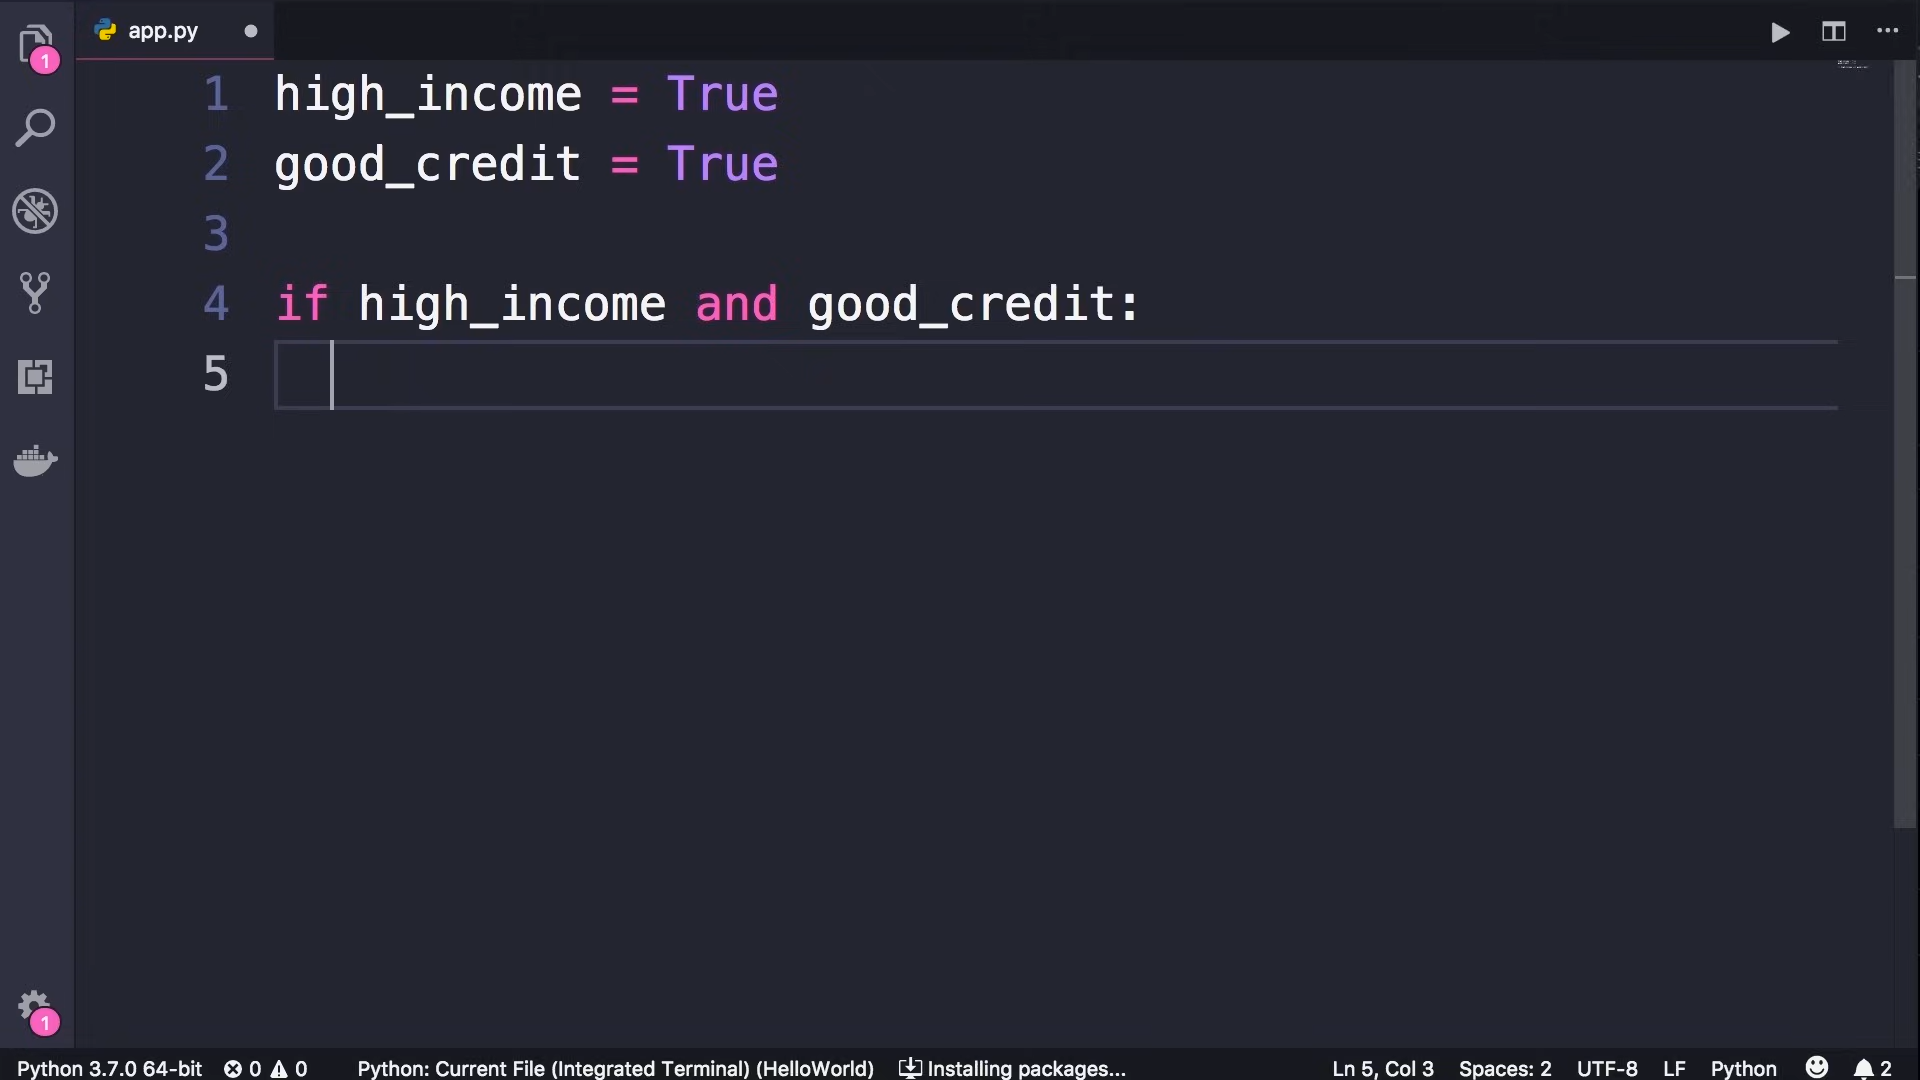 app.py
1
1 high_income = True
2 good_credit = True
3
4 if high_income and good_credit:
5
1
Python 3.7.0 64-bit 0 0 Python: Current File (Integrated Terminal) (HelloWorld) Installing packages... Ln 5, Col 3 Spaces: 2 UTF-8 LF Python 2